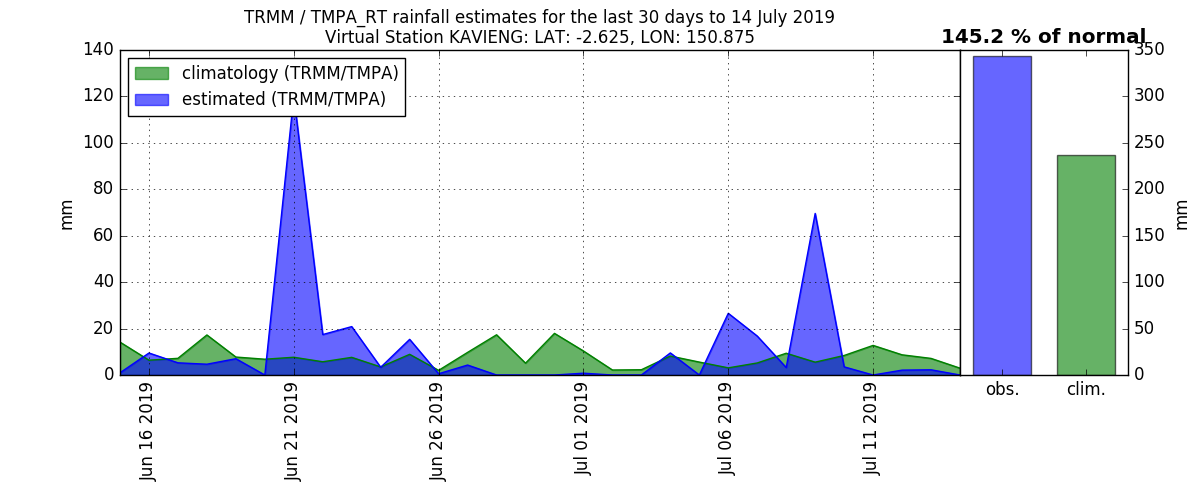 TRMM / TMPA_RT rainfall estimates for the last 30 days to 14 July 2019
Virtual Station KAVIENG: LAT: -2.625, LON: 150.875
145.2 % of normal
climatology (TRMM/TMPA)
estimated (TRMM/TMPA)
mm
140
120
100
80
60
40
20
0
Jun 16 2019
Jun 21 2019
Jun 26 2019
Jul 01 2019
Jul 06 2019
Jul 11 2019
obs.
clim.
350
300
250
200
150
100
50
0
mm